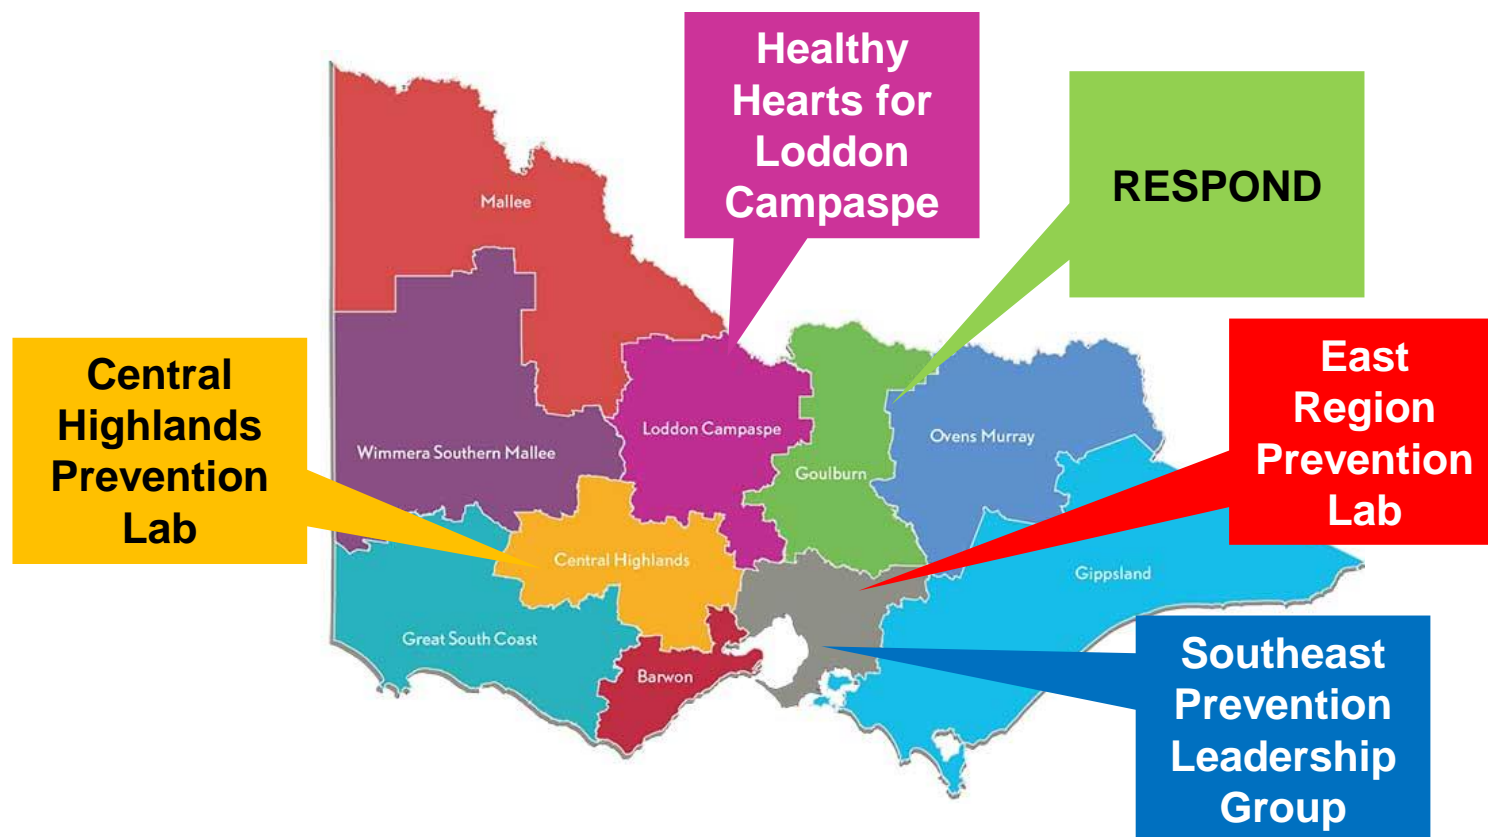 Healthy
Hearts for
Loddon
Campaspe
RESPOND
Mallee
East
Region
Prevention
Lab
Central
Highlands
Prevention
Lab
Loddon Campaspe
Ovens Murray
Wimmera Southern Mallee
Goulburn
Central Highlands
Gippsland
Great South Coast
Barwon
Southeast
Prevention
Leadership
Group